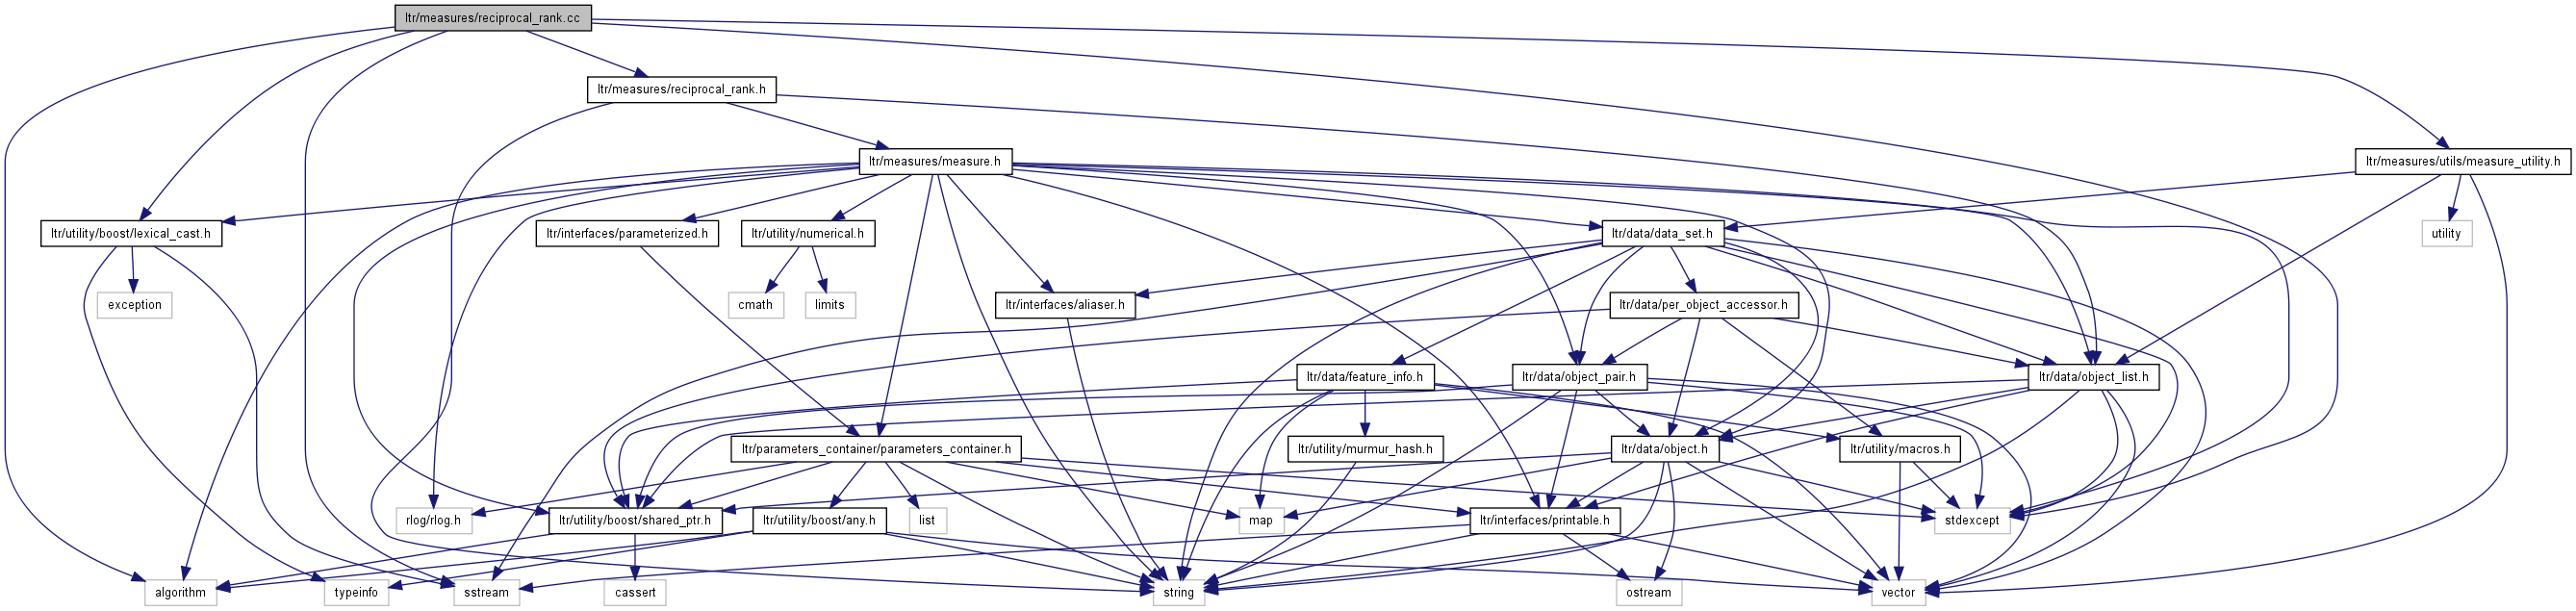 ltr/measures/reciprocal_rank.cc
ltr/measures/reciprocal_rank.h
ltr/measures/measure.h
ltr/measures/utils/measure_utility.h
ltr/utility/boost/lexical_cast.h
ltr/interfaces/parameterized.h
ltr/utility/numerical.h
ltr/data/data_set.h
utility
exception
cmath
limits
ltr/interfaces/aliaser.h
ltr/data/per_object_accessor.h
ltr/data/feature_info.h
ltr/data/object_pair.h
ltr/data/object_list.h
ltr/parameters_container/parameters_container.h
ltr/utility/murmur_hash.h
ltr/data/object.h
ltr/utility/macros.h
rlog/rlog.h
ltr/utility/boost/shared_ptr.h
ltr/utility/boost/any.h
list
map
ltr/interfaces/printable.h
stdexcept
algorithm
typeinfo
sstream
cassert
string
ostream
vector